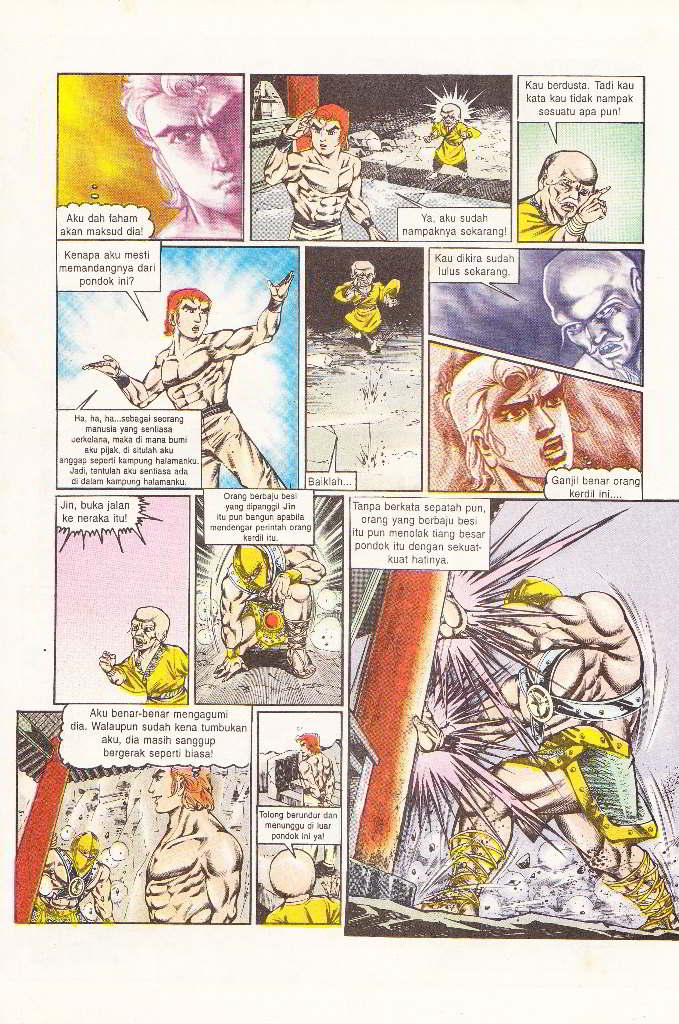 Aku dah faham
akan maksud dia!
Ya, aku sudah
nampaknya sekarang!
Kau berdusta. Tadi kau
kata kau tidak nampak
sesuatu apa pun!
Kenapa aku mesti
memandangnya dari
pondok ini?
Ha, ha, ha...sebagai seorang
manusia yang sentiasa
berkelana, maka di mana bumi
aku pijak, di situlah aku
anggap seperti kampung halamanku.
Jadi, tentulah aku sentiasa ada
di dalam kampung halamanku.
Baiklah...
Kau dikira sudah
lulus sekarang.
Ganjil benar orang
kerdil ini....
Jin, buka jalan
ke neraka itu!
Orang berbaju besi
yang dipanggil Jin
itu pun bangun apabila
mendengar perintah orang
kerdil itu.
Tanpa berkata sepatah pun,
orang yang berbaju besi
itu pun menolak tiang besar
pondok itu dengan sekuat-
kuat hatinya.
Aku benar-benar mengagumi
dia. Walaupun sudah kena tumbukan
aku, dia masih sanggup
bergerak seperti biasa!
Tolong berundur dan
menunggu di luar
pondok ini ya!